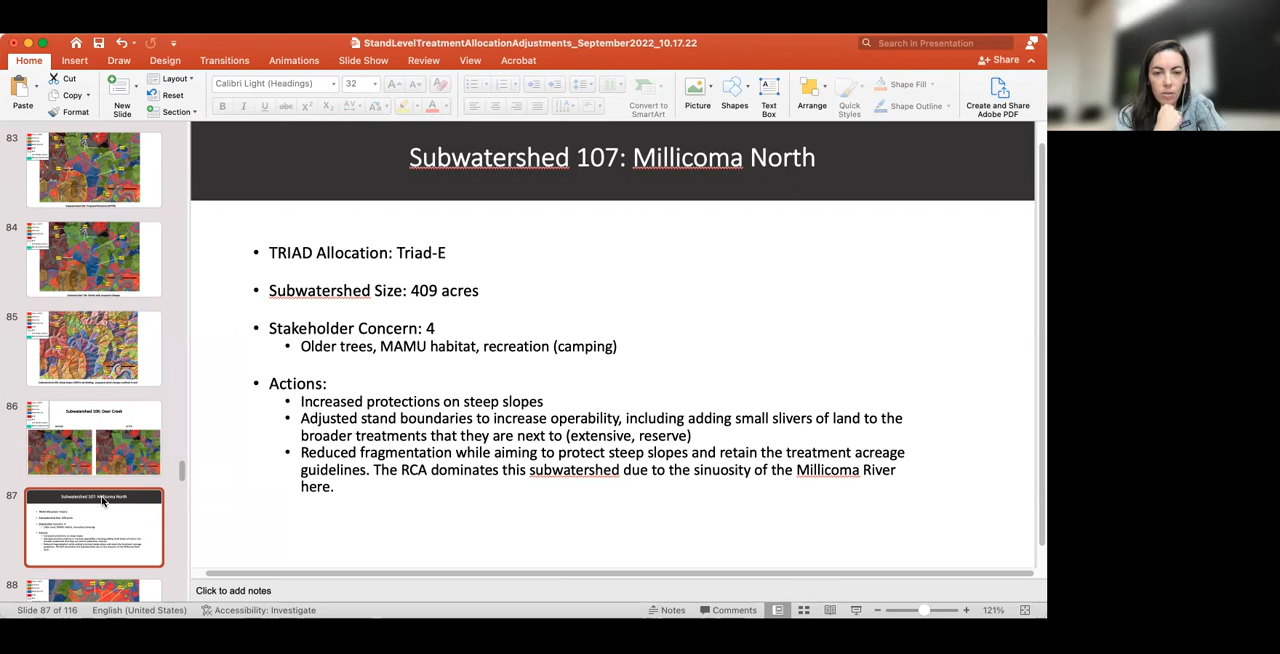 StandLevelTreatmentAllocationAdjustments_September2022_10.17.22
Search in Presentation
Home Insert Draw Design Transitions Animations Slide Show Review View Acrobat
Share
Paste
Cut
Copy
Format
New Slide
Layout
Reset
Section
Calibri Light (Headings) 32
Convert to SmartArt
Picture
Shapes
Text Box
Arrange
Quick Styles
Shape Fill
Shape Outline
Create and Share Adobe PDF
83
84
85
86
Subwatershed 106: Deer Creek
87
Subwatershed 107: Millicoma North
88
Subwatershed 107: Millicoma North
• TRIAD Allocation: Triad-E
• Subwatershed Size: 409 acres
• Stakeholder Concern: 4
• Older trees, MAMU habitat, recreation (camping)
• Actions:
• Increased protections on steep slopes
• Adjusted stand boundaries to increase operability, including adding small slivers of land to the
broader treatments that they are next to (extensive, reserve)
• Reduced fragmentation while aiming to protect steep slopes and retain the treatment acreage
guidelines. The RCA dominates this subwatershed due to the sinuosity of the Millicoma River
here.
Click to add notes
Slide 87 of 116 English (United States) Accessibility: Investigate Notes Comments 121%